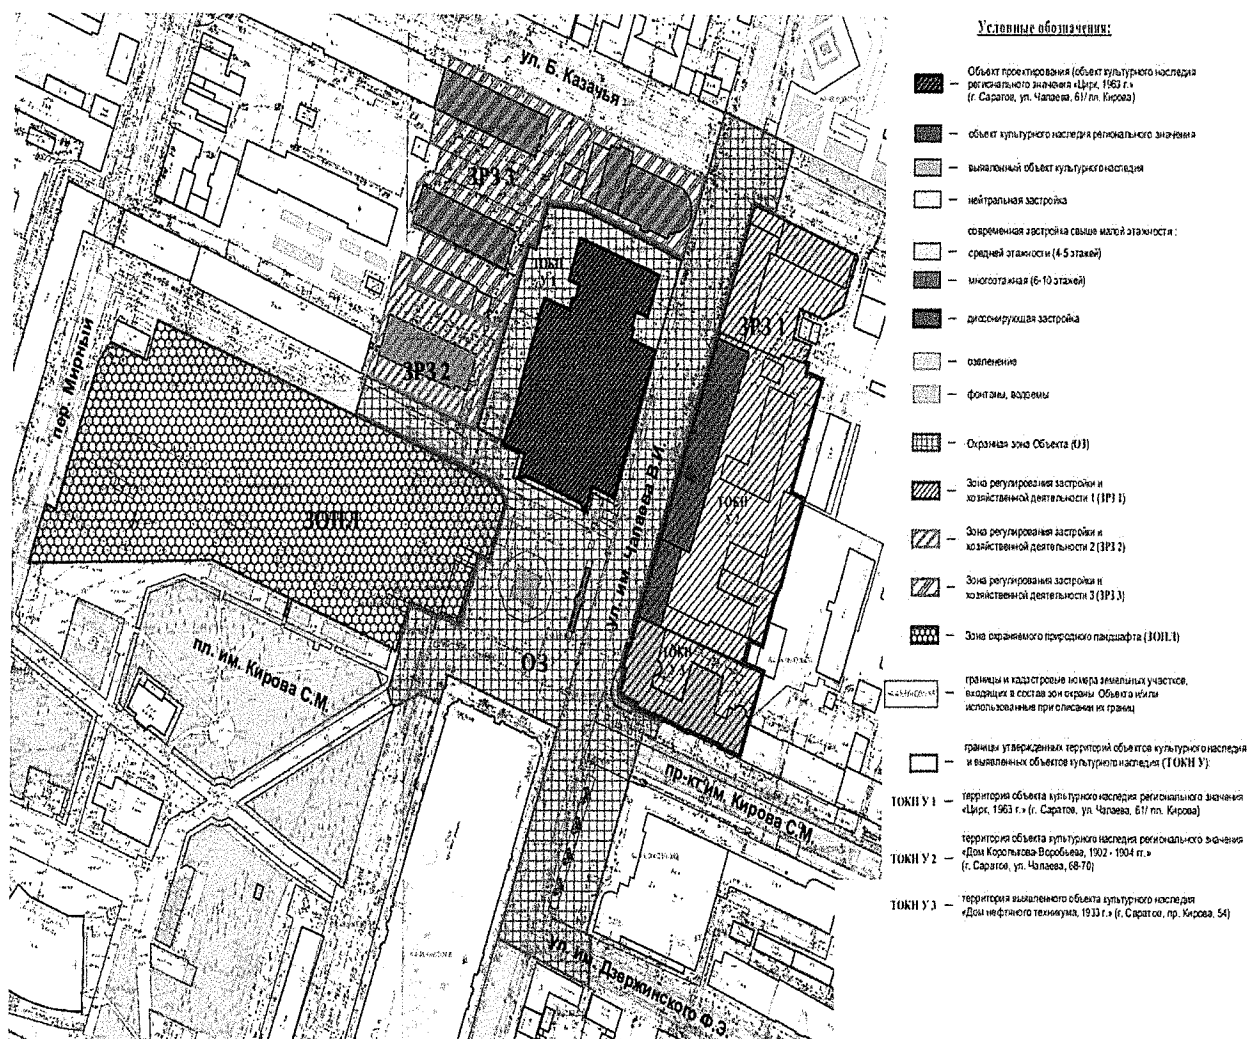 ул. Б. Казачья
ЗРЗ 3
ЗРЗ 1
ЗРЗ 2
пер. Мирный
ЗОПЛ
ул. им. Чапаева В.И.
ОЗ
пл. им. Кирова С.М.
пр-кт им. Кирова С.М.
ул. им. Дзержинского Ф.Э.
Условные обозначения:
Объект проектирования (объект культурного наследия
регионального значения «Цирк, 1963 г.»
(г. Саратов, ул. Чапаева, 61/ пл. Кирова)
объект культурного наследия регионального значения
выявленный объект культурного наследия
нейтральная застройка
современная застройка свыше малой этажности :
средней этажности (4-5 этажей)
многоэтажная (6-10 этажей)
диссонирующая застройка
озеленение
фонтаны, водоемы
Охранная зона Объекта (ОЗ)
Зона регулирования застройки и
хозяйственной деятельности 1 (ЗРЗ 1)
Зона регулирования застройки и
хозяйственной деятельности 2 (ЗРЗ 2)
Зона регулирования застройки и
хозяйственной деятельности 3 (ЗРЗ 3)
Зона охраняемого природного ландшафта (ЗОПЛ)
границы и кадастровые номера земельных участков,
входящих в состав зон охраны Объекта и/или
использованные при описании их границ
границы утвержденных территорий объектов культурного наследия
и выявленных объектов культурного наследия (ТОКН У):
ТОКН У 1 – территория объекта культурного наследия регионального значения
«Цирк, 1963 г.» (г. Саратов, ул. Чапаева, 61/ пл. Кирова)
территория объекта культурного наследия регионального значения
ТОКН У 2 – «Дом Королькова-Воробьева, 1902 - 1904 гг.»
(г. Саратов, ул. Чапаева, 68-70)
ТОКН У 3 – территория выявленного объекта культурного наследия
«Дом нефтяного техникума, 1933 г.» (г. Саратов, пр. Кирова, 54)